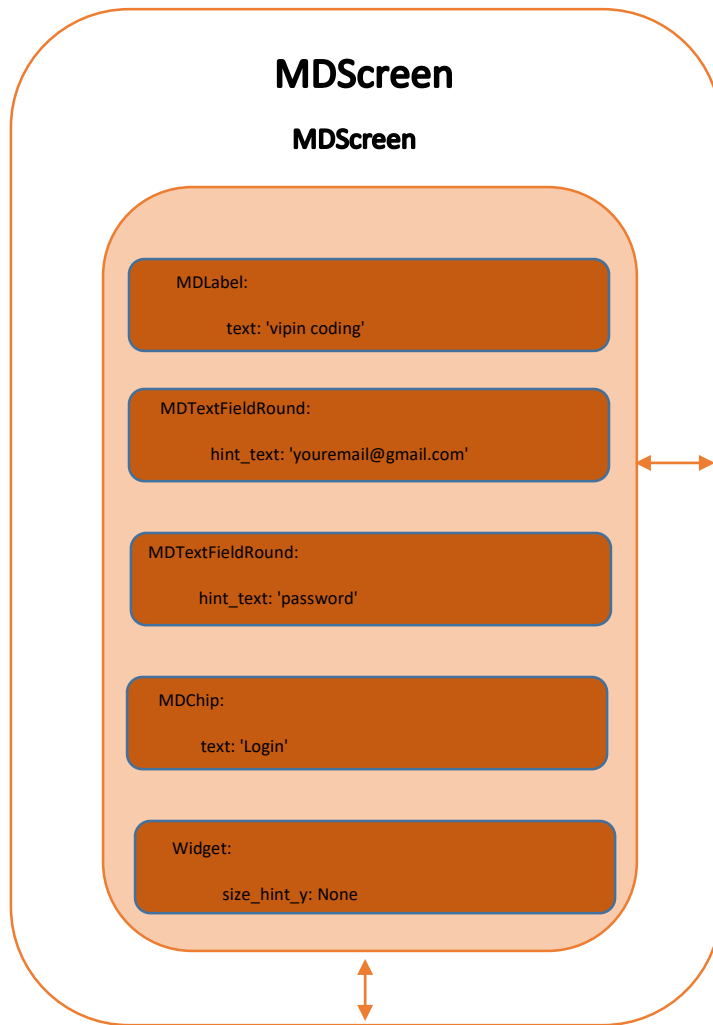 MDScreen
MDScreen
MDLabel:
text: 'vipin coding'
MDTextFieldRound:
hint_text: 'youremail@gmail.com'
MDTextFieldRound:
hint_text: 'password'
MDChip:
text: 'Login'
Widget:
size_hint_y: None